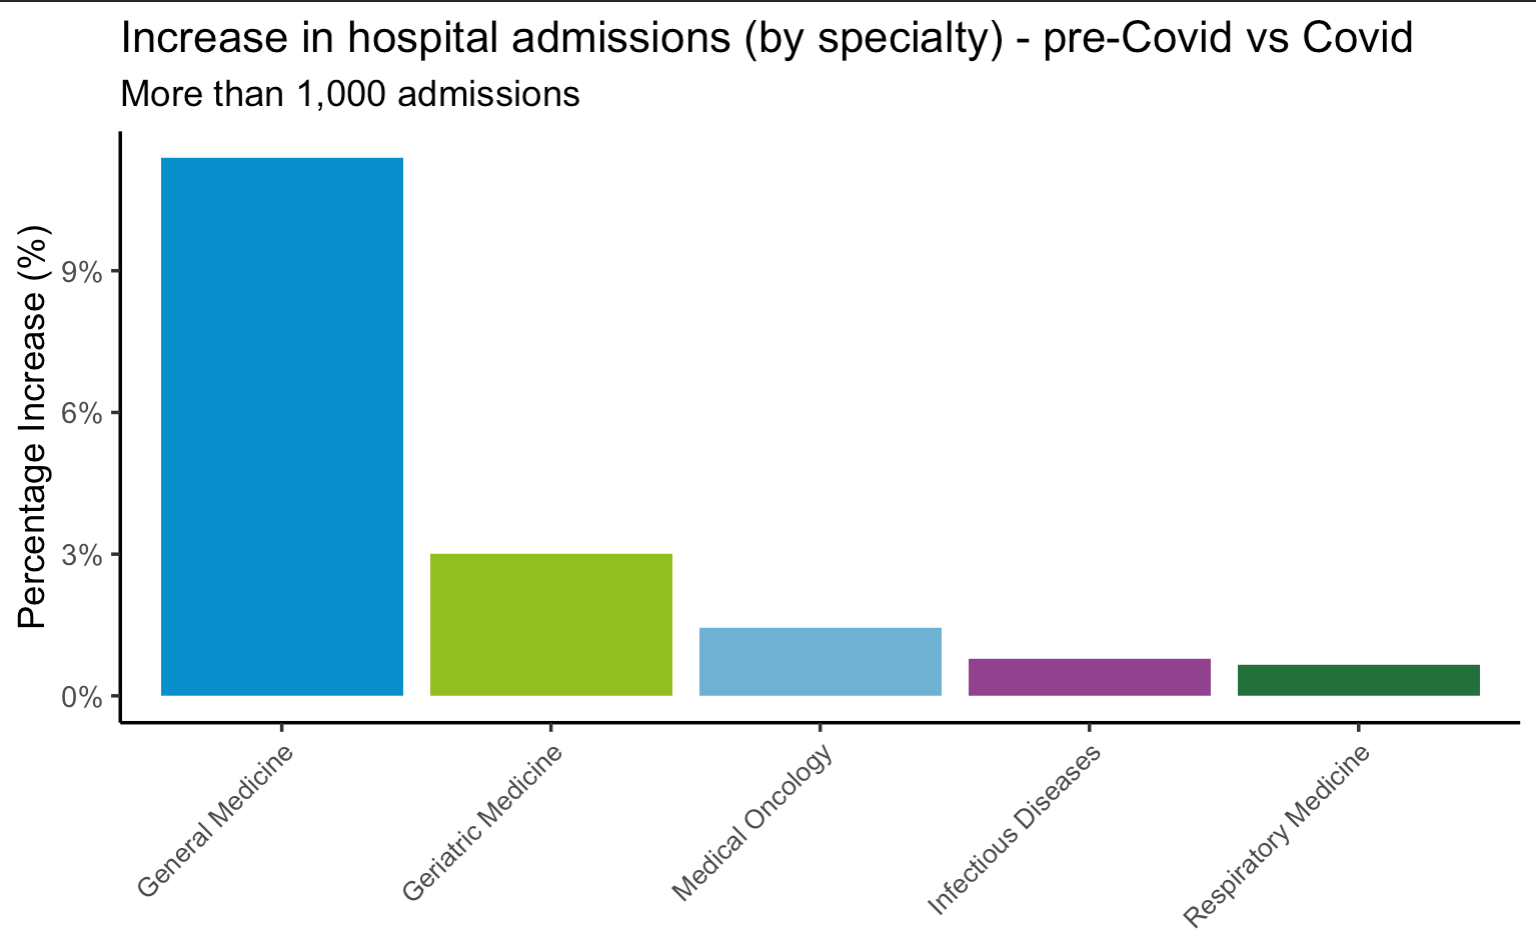 Increase in hospital admissions (by specialty) - pre-Covid vs Covid
More than 1,000 admissions
Percentage Increase (%)
9%
6%
3%
0%
General Medicine
Geriatric Medicine
Medical Oncology
Infectious Diseases
Respiratory Medicine